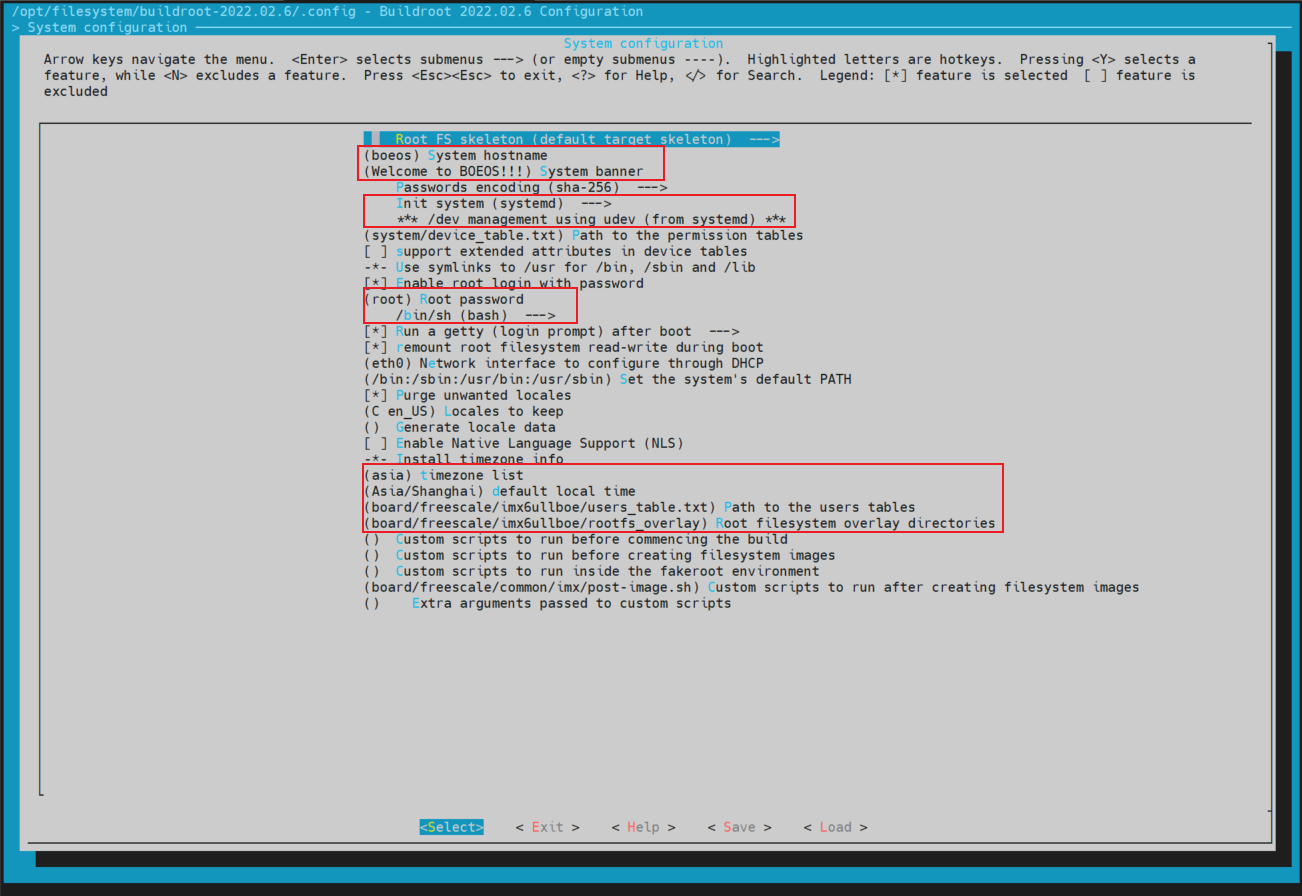 /opt/filesystem/buildroot-2022.02.6/.config - Buildroot 2022.02.6 Configuration
> System configuration
System configuration
Arrow keys navigate the menu.  <Enter> selects submenus ---> (or empty submenus ----).  Highlighted letters are hotkeys.  Pressing <Y> selects a
feature, while <N> excludes a feature.  Press <Esc><Esc> to exit, <?> for Help, </> for Search.  Legend: [*] feature is selected  [ ] feature is
excluded
Root FS skeleton (default target skeleton)  --->
(boeos) System hostname
(Welcome to BOEOS!!!) System banner
Passwords encoding (sha-256)  --->
Init system (systemd)  --->
*** /dev management using udev (from systemd) ***
(system/device_table.txt) Path to the permission tables
[ ] support extended attributes in device tables
-*- Use symlinks to /usr for /bin, /sbin and /lib
[*] Enable root login with password
(root) Root password
/bin/sh (bash)  --->
[*] Run a getty (login prompt) after boot  --->
[*] remount root filesystem read-write during boot
(eth0) Network interface to configure through DHCP
(/bin:/sbin:/usr/bin:/usr/sbin) Set the system's default PATH
[*] Purge unwanted locales
(C en_US) Locales to keep
()  Generate locale data
[ ] Enable Native Language Support (NLS)
-*- Install timezone info
(asia) timezone list
(Asia/Shanghai) default local time
(board/freescale/imx6ullboe/users_table.txt) Path to the users tables
(board/freescale/imx6ullboe/rootfs_overlay) Root filesystem overlay directories
()  Custom scripts to run before commencing the build
()  Custom scripts to run before creating filesystem images
()  Custom scripts to run inside the fakeroot environment
(board/freescale/common/imx/post-image.sh) Custom scripts to run after creating filesystem images
()    Extra arguments passed to custom scripts
<Select>    < Exit >    < Help >    < Save >    < Load >